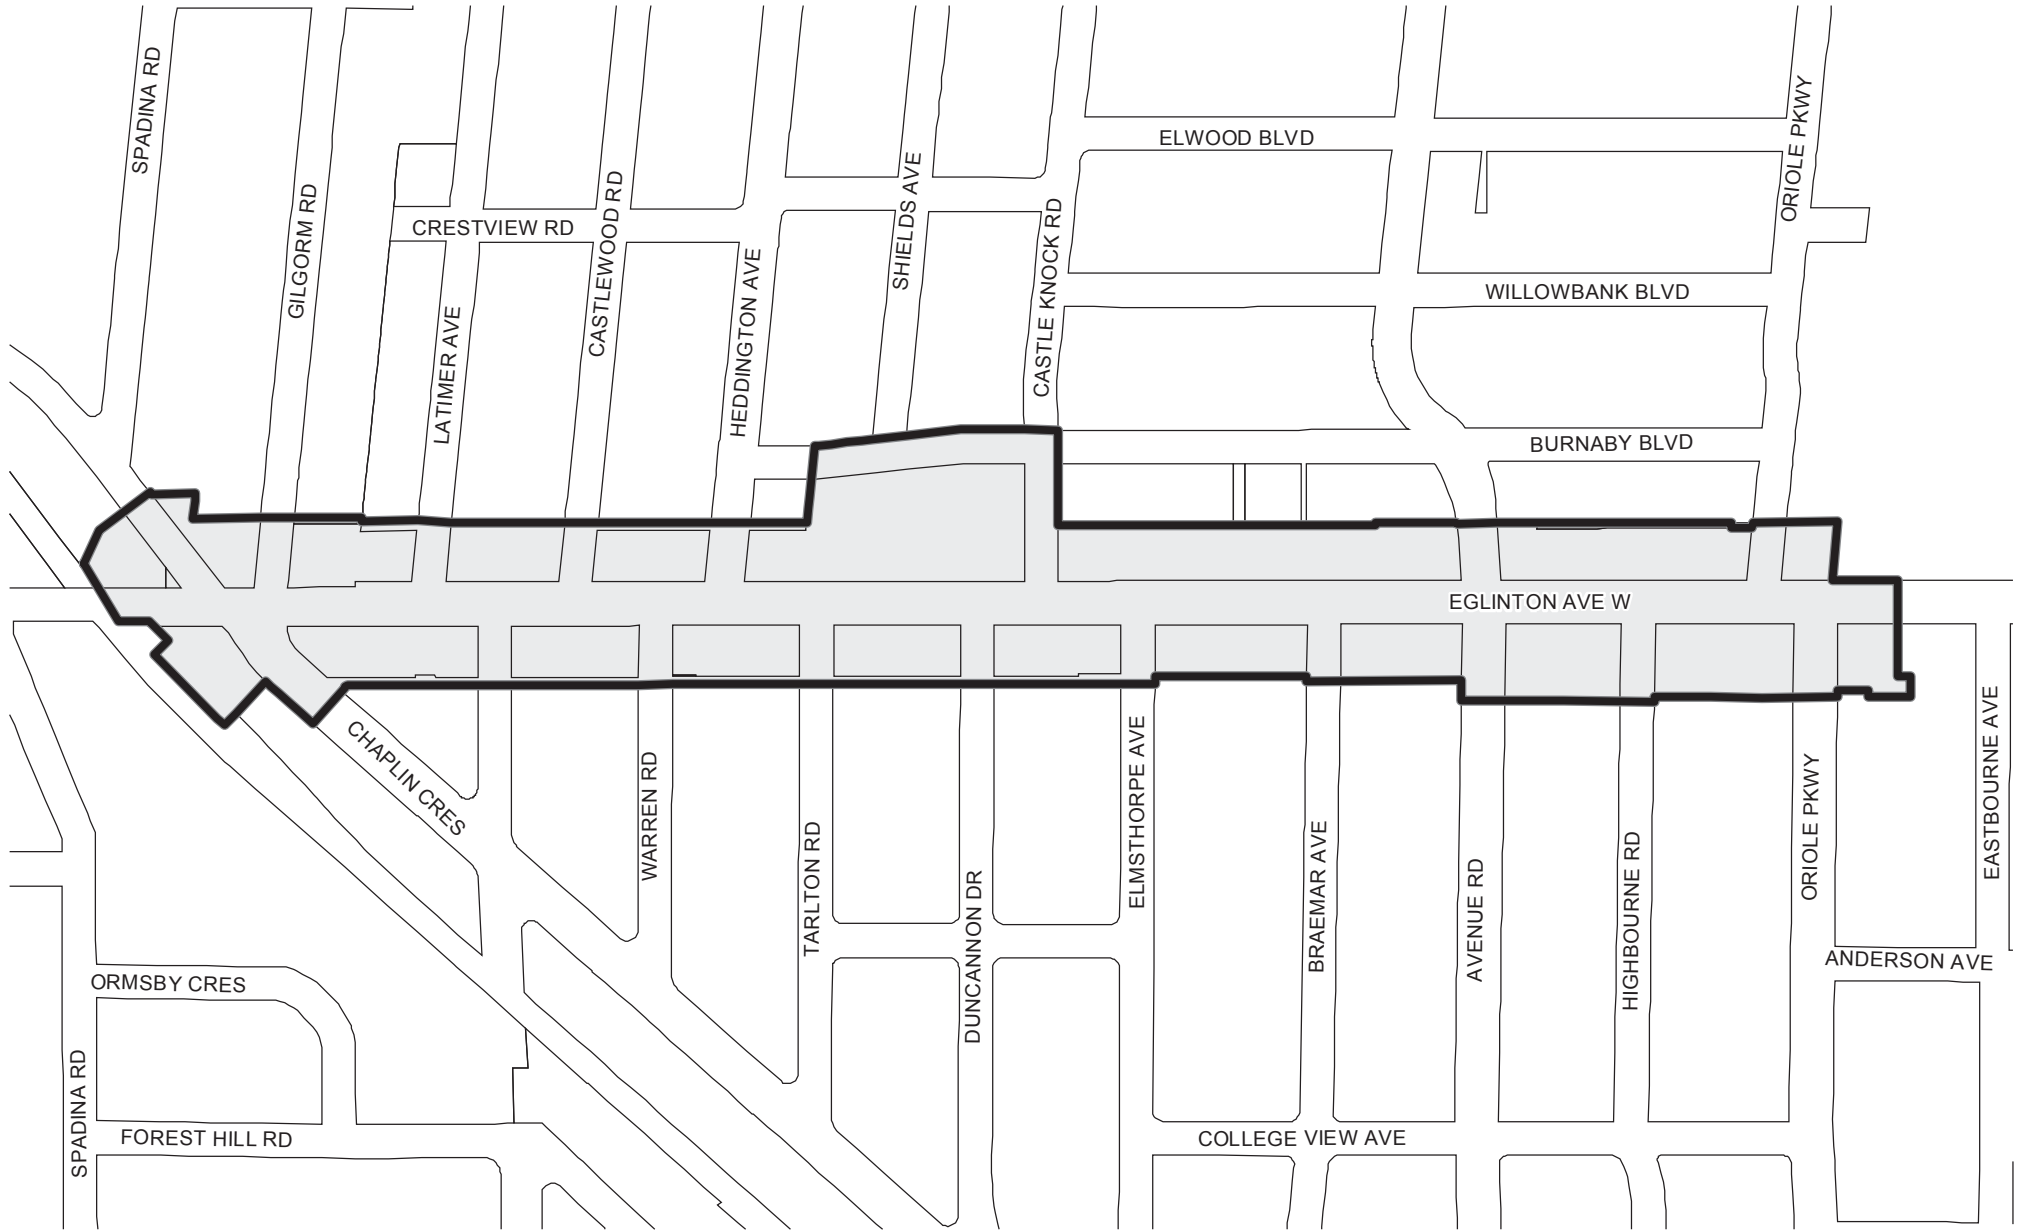 SPADINA RD
ORIOLE PKWY
ELWOOD BLVD
SHIELDS AVE
CASTLEWOOD RD
GILGORM RD
CRESTVIEW RD
CASTLE KNOCK RD
HEDDINGTON AVE
WILLOWBANK BLVD
LATIMER AVE
BURNABY BLVD
EGLINTON AVE W
CHAPLIN CRES
WARREN RD
TARLTON RD
DUNCANNON DR
ELMSTHORPE AVE
BRAEMAR AVE
AVENUE RD
HIGHBOURNE RD
ORIOLE PKWY
EASTBOURNE AVE
ANDERSON AVE
ORMSBY CRES
SPADINA RD
FOREST HILL RD
COLLEGE VIEW AVE